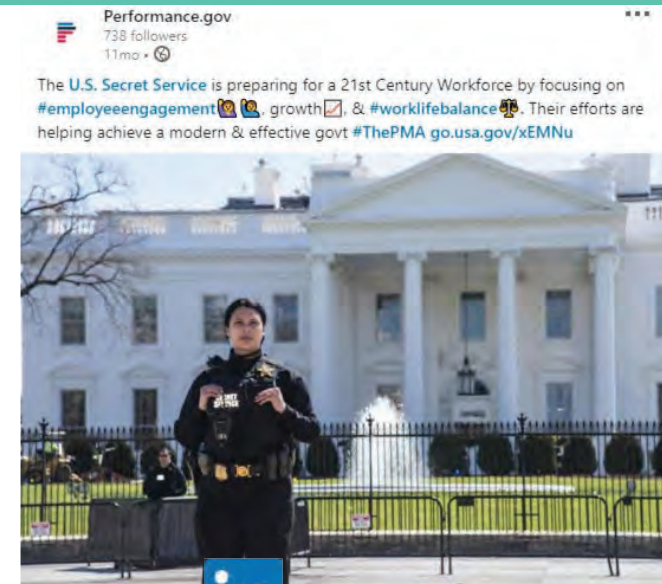 Performance.gov
738 followers
11mo •
The U.S. Secret Service is preparing for a 21st Century Workforce by focusing on
#employeeengagement🙋🙋, growth📈, & #worklifebalance⚖. Their efforts are
helping achieve a modern & effective govt #ThePMA go.usa.gov/xEMNu
SECRET
SERVICE